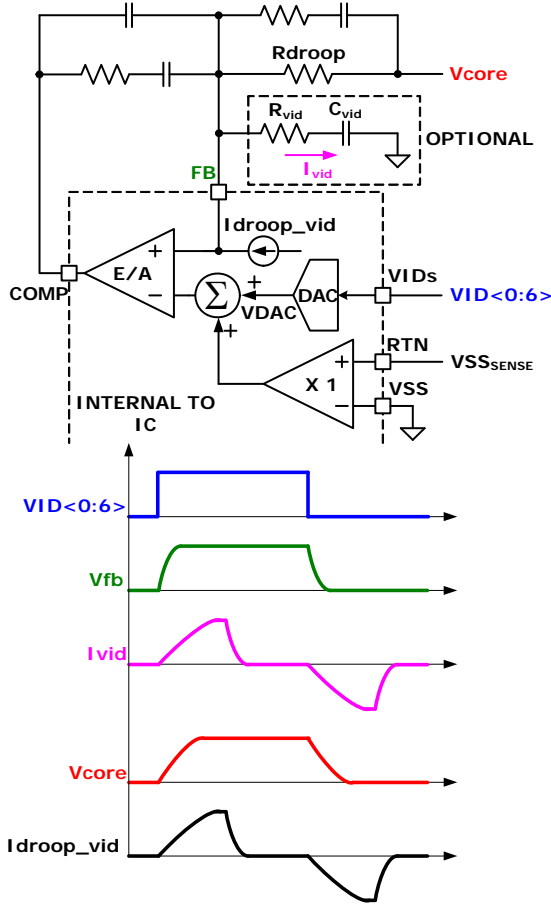 Rdroop
Vcore
Rvid
Cvid
OPTIONAL
Ivid
FB
Idroop_vid
+
E/A
−
COMP
Σ
+
+
VDAC
DAC
VIDs
VID<0:6>
RTN
+
X 1
−
VSSSENSE
VSS
INTERNAL TO
IC
VID<0:6>
Vfb
Ivid
Vcore
Idroop_vid